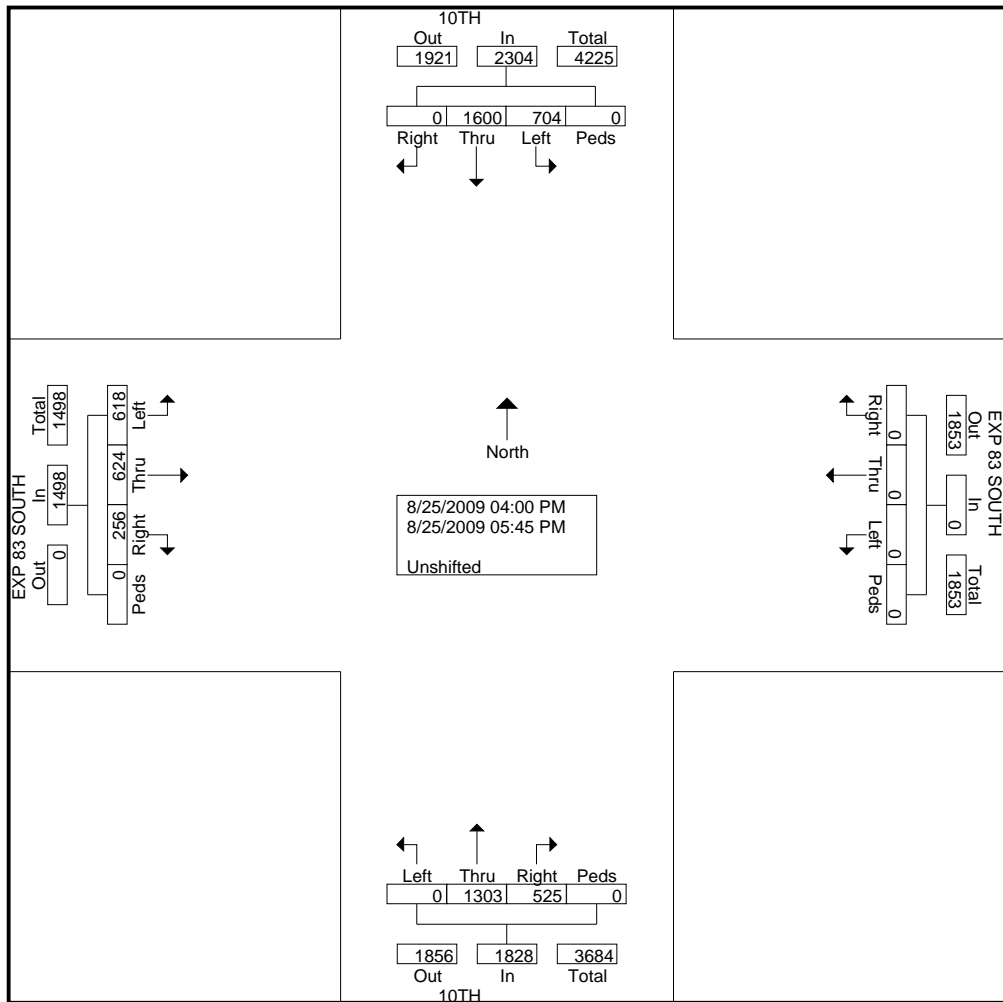 10TH
Out In Total
1921 2304 4225
0 1600 704 0
Right Thru Left Peds
EXP 83 SOUTH
Total In Out
1498 1498 0
618 624 256 0
Left Thru Right Peds
North
8/25/2009 04:00 PM
8/25/2009 05:45 PM
Unshifted
EXP 83 SOUTH
Out In Total
1853 0 1853
Right Thru Left Peds
0 0 0 0
Left Thru Right Peds
0 1303 525 0
1856 1828 3684
Out In Total
10TH